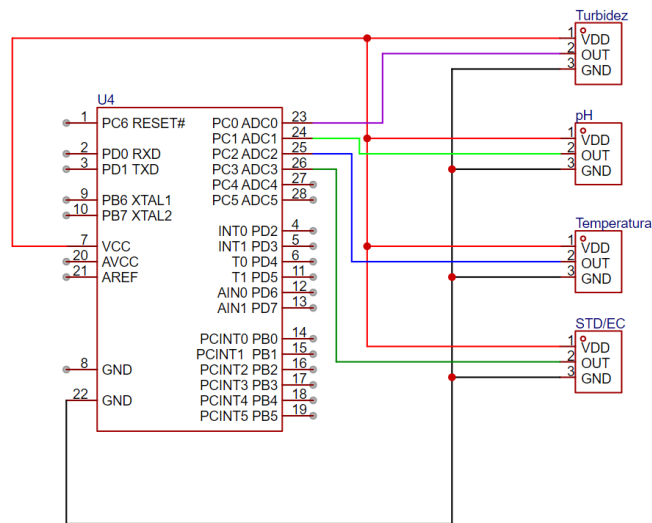 Turbidez
1 VDD
2 OUT
3 GND
U4
1 PC6 RESET#
2 PD0 RXD
3 PD1 TXD
9 PB6 XTAL1
10 PB7 XTAL2
7 VCC
20 AVCC
21 AREF
8 GND
22 GND
PC0 ADC0 23
PC1 ADC1 24
PC2 ADC2 25
PC3 ADC3 26
PC4 ADC4 27
PC5 ADC5 28
INT0 PD2 4
INT1 PD3 5
T0 PD4 6
T1 PD5 11
AIN0 PD6 12
AIN1 PD7 13
PCINT0 PB0 14
PCINT1 PB1 15
PCINT2 PB2 16
PCINT3 PB3 17
PCINT4 PB4 18
PCINT5 PB5 19
pH
1 VDD
2 OUT
3 GND
Temperatura
1 VDD
2 OUT
3 GND
STD/EC
1 VDD
2 OUT
3 GND